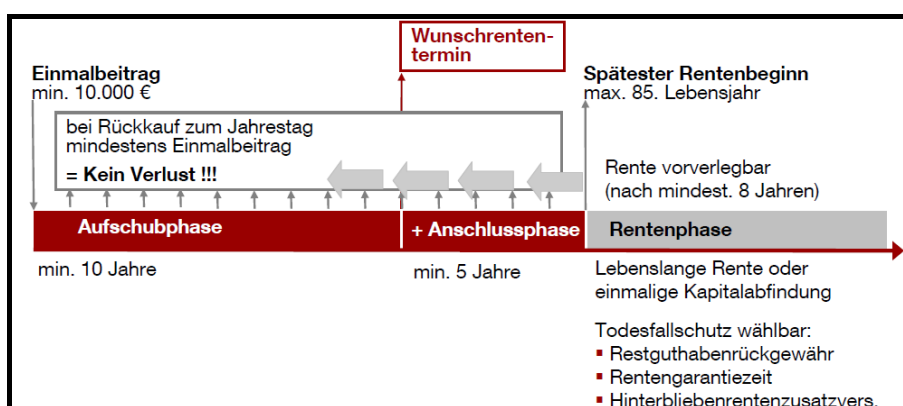 Wunschrenten-
termin
Einmalbeitrag
min. 10.000 €
Spätester Rentenbeginn
max. 85. Lebensjahr
bei Rückkauf zum Jahrestag
mindestens Einmalbeitrag
= Kein Verlust !!!
Rente vorverlegbar
(nach mindest. 8 Jahren)
Aufschubphase
+ Anschlussphase
Rentenphase
min. 10 Jahre
min. 5 Jahre
Lebenslange Rente oder
einmalige Kapitalabfindung
Todesfallschutz wählbar:
▪ Restguthabenrückgewähr
▪ Rentengarantiezeit
▪ Hinterbliebenrentenzusatzvers.